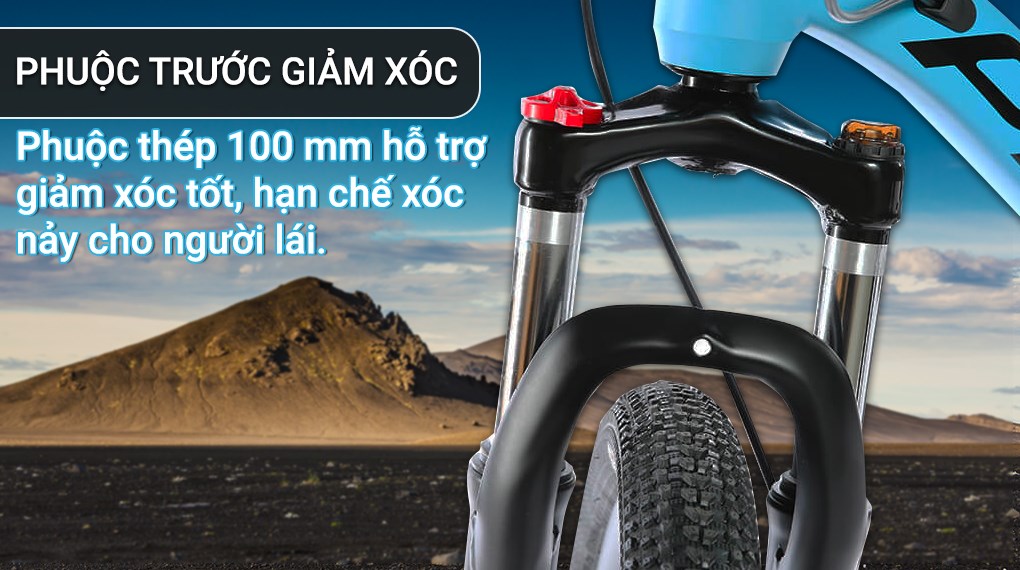 PHUỘC TRƯỚC GIẢM XÓC
Phuộc thép 100 mm hỗ trợ
giảm xóc tốt, hạn chế xóc
nảy cho người lái.